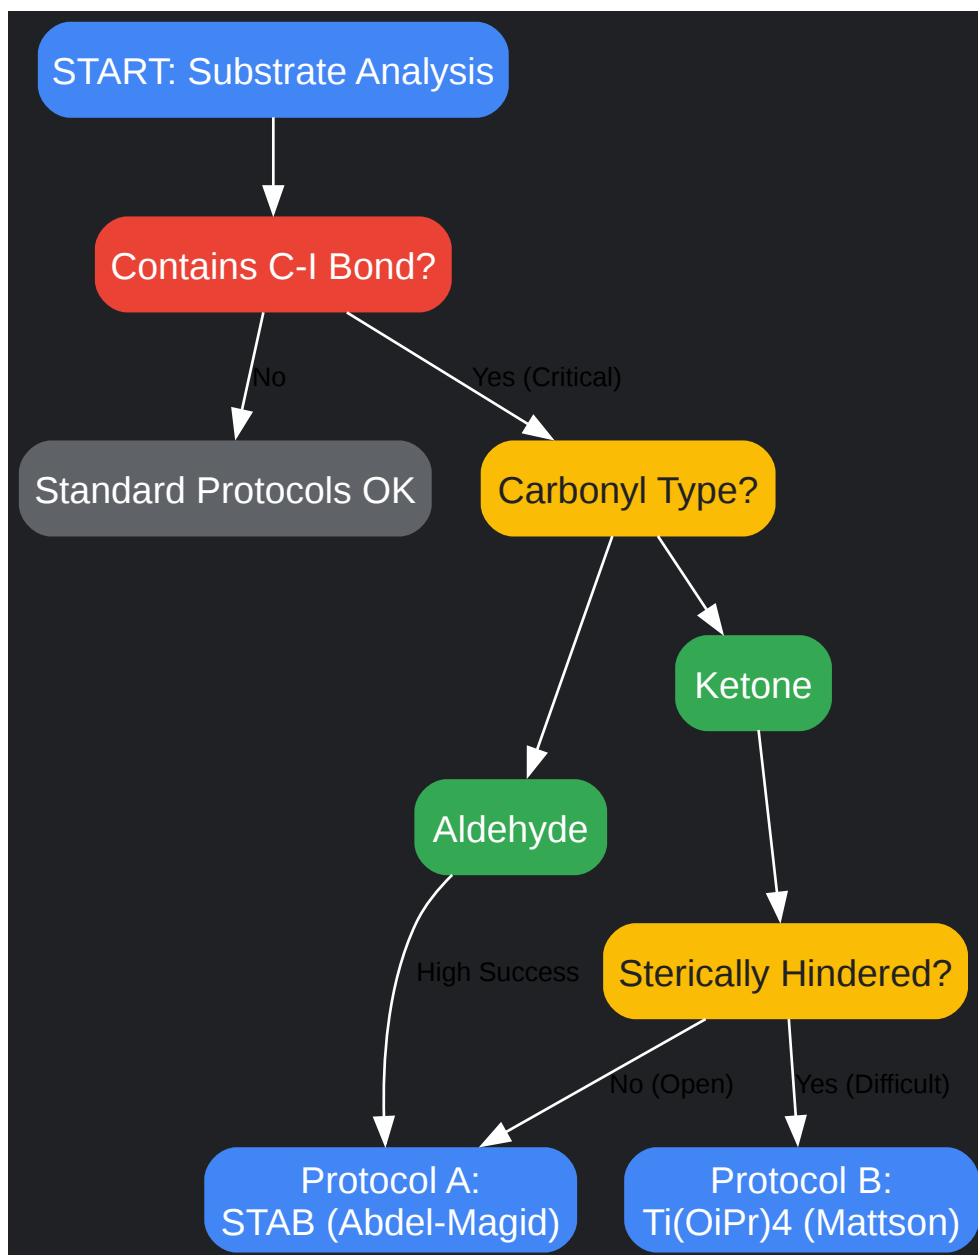 START: Substrate Analysis
Contains C-I Bond?
No
Yes (Critical)
Standard Protocols OK
Carbonyl Type?
Ketone
Aldehyde
High Success
Sterically Hindered?
No (Open)
Yes (Difficult)
Protocol A:
STAB (Abdel-Magid)
Protocol B:
Ti(OiPr)4 (Mattson)